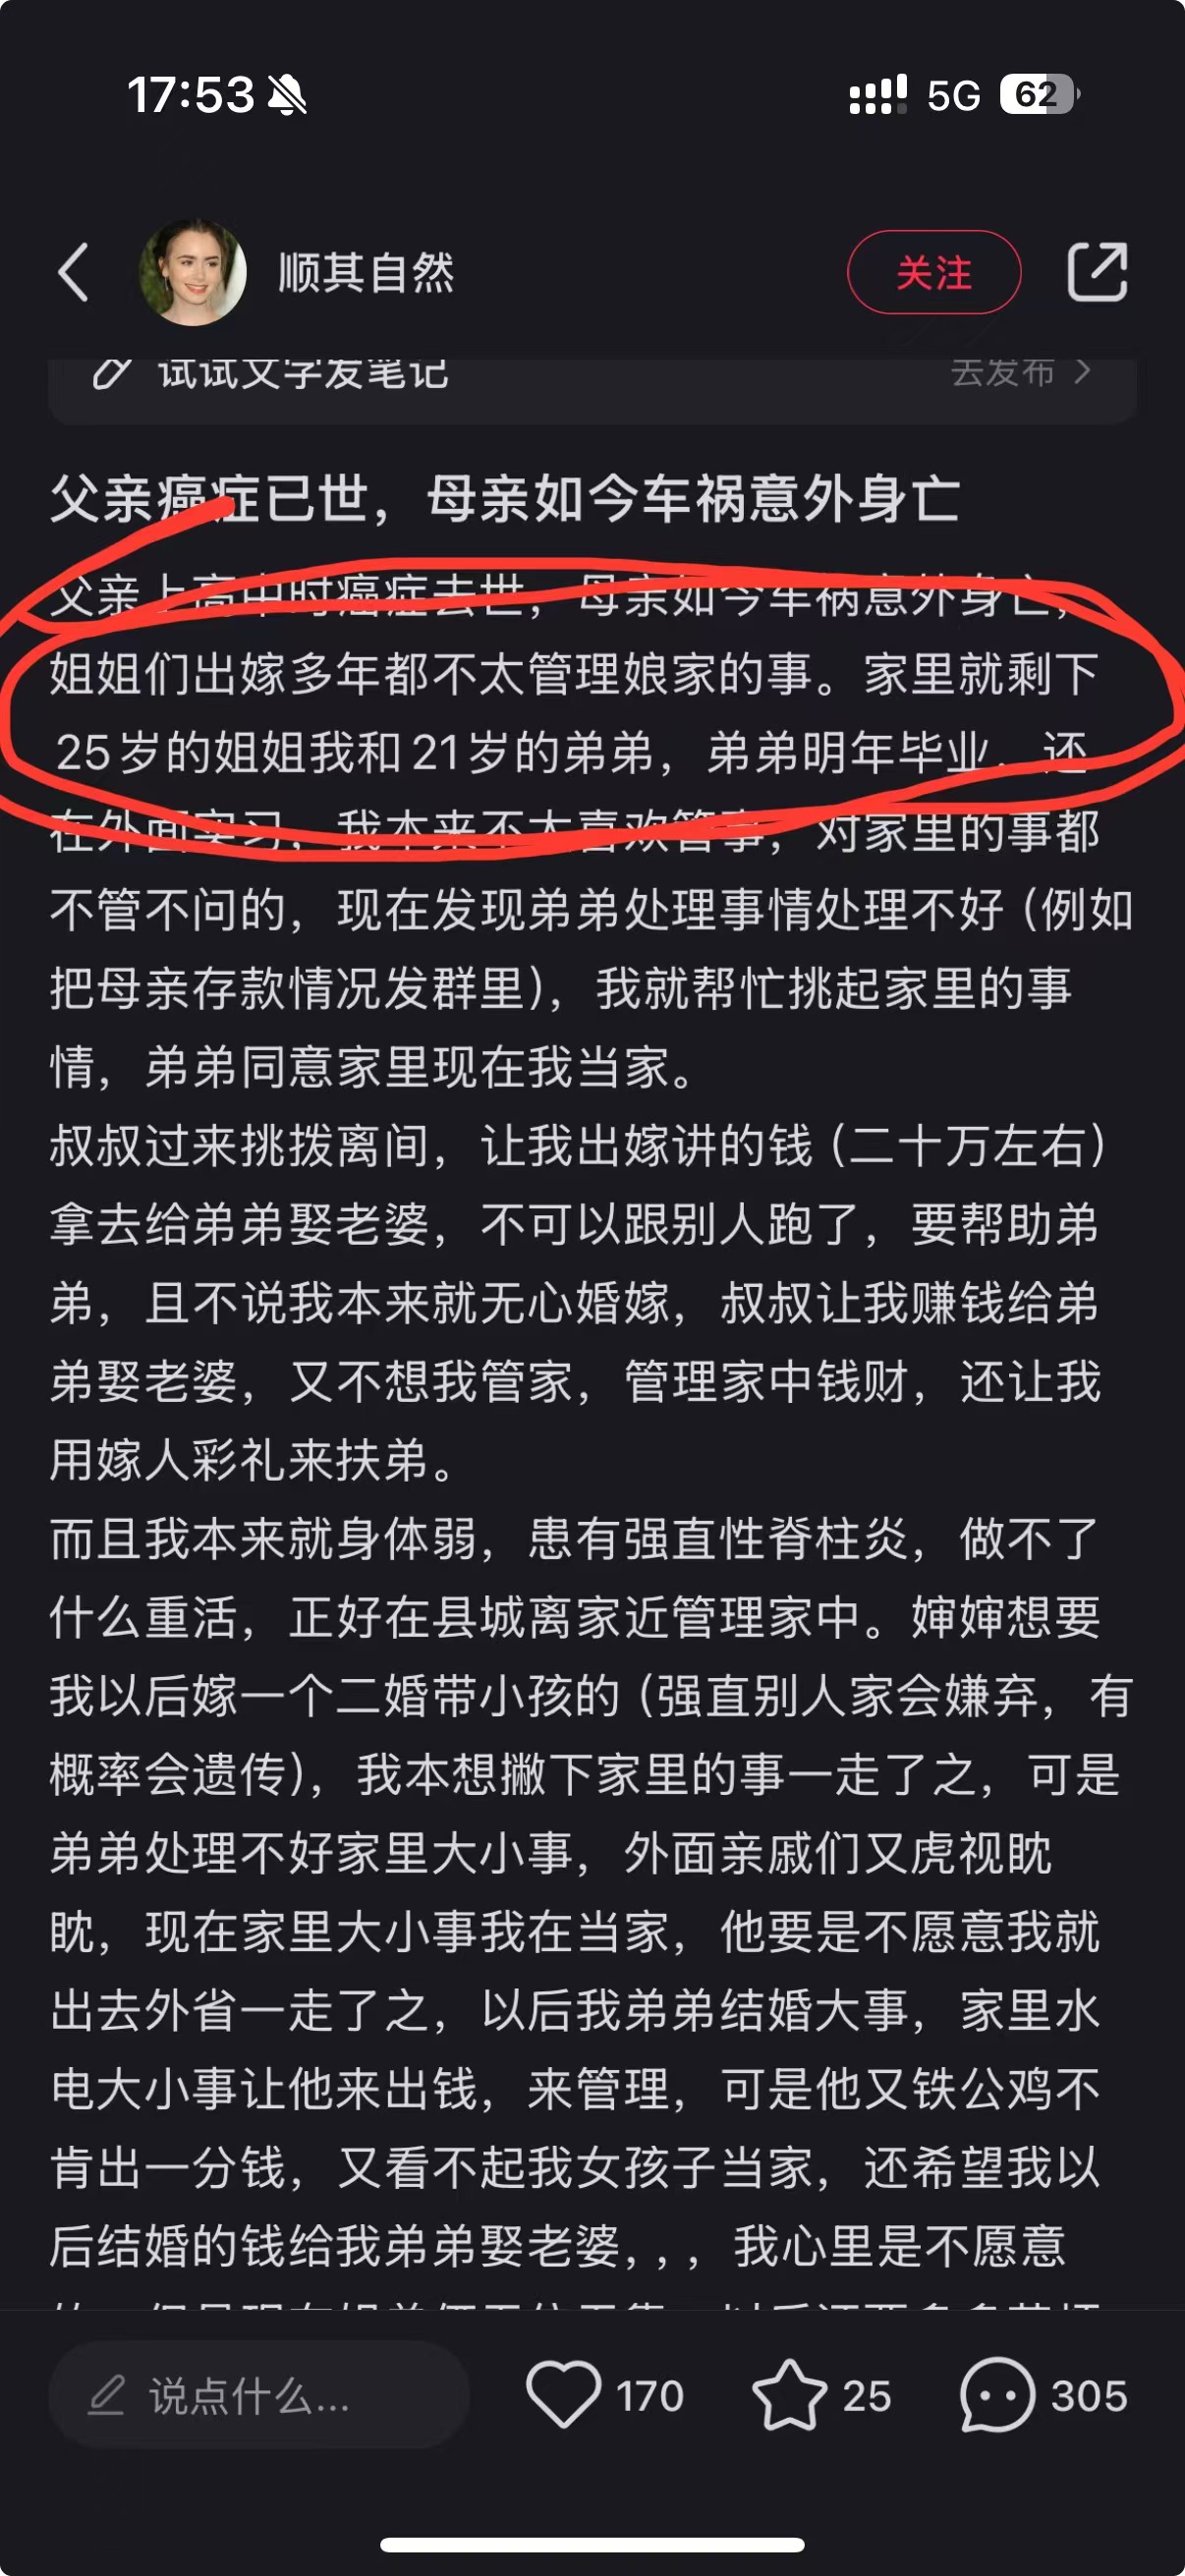 17:53
5G
62
顺其自然
关注
试试文字发笔记
去发布
父亲癌症已世，母亲如今车祸意外身亡
父亲上高中时癌症去世，母亲如今车祸意外身亡，
姐姐们出嫁多年都不太管理娘家的事。家里就剩下
25岁的姐姐我和21岁的弟弟，弟弟明年毕业，还
在外面实习，我本来不太喜欢管事，对家里的事都
不管不问的，现在发现弟弟处理事情处理不好（例如
把母亲存款情况发群里），我就帮忙挑起家里的事
情，弟弟同意家里现在我当家。
叔叔过来挑拨离间，让我出嫁讲的钱（二十万左右）
拿去给弟弟娶老婆，不可以跟别人跑了，要帮助弟
弟，且不说我本来就无心婚嫁，叔叔让我赚钱给弟
弟娶老婆，又不想我管家，管理家中钱财，还让我
用嫁人彩礼来扶弟。
而且我本来就身体弱，患有强直性脊柱炎，做不了
什么重活，正好在县城离家近管理家中。婶婶想要
我以后嫁一个二婚带小孩的（强直别人家会嫌弃，有
概率会遗传），我本想撇下家里的事一走了之，可是
弟弟处理不好家里大小事，外面亲戚们又虎视眈
眈，现在家里大小事我在当家，他要是不愿意我就
出去外省一走了之，以后我弟弟结婚大事，家里水
电大小事让他来出钱，来管理，可是他又铁公鸡不
肯出一分钱，又看不起我女孩子当家，还希望我以
后结婚的钱给我弟弟娶老婆，，，我心里是不愿意
说点什么...
170
25
305